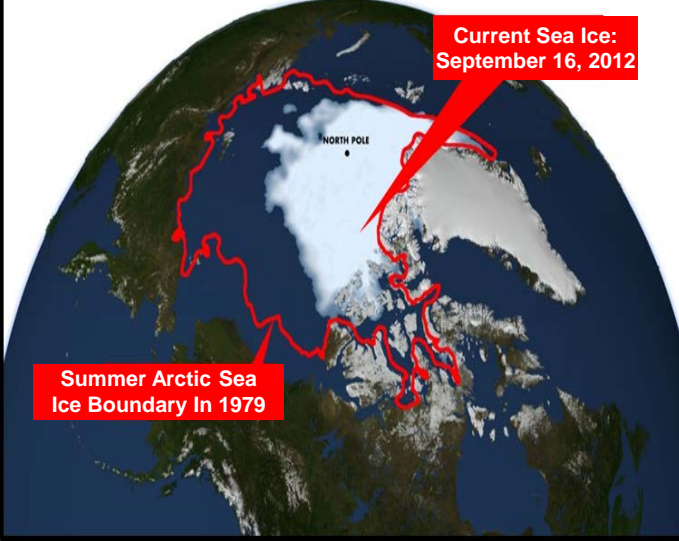 Current Sea Ice:
September 16, 2012
NORTH POLE
Summer Arctic Sea
Ice Boundary In 1979